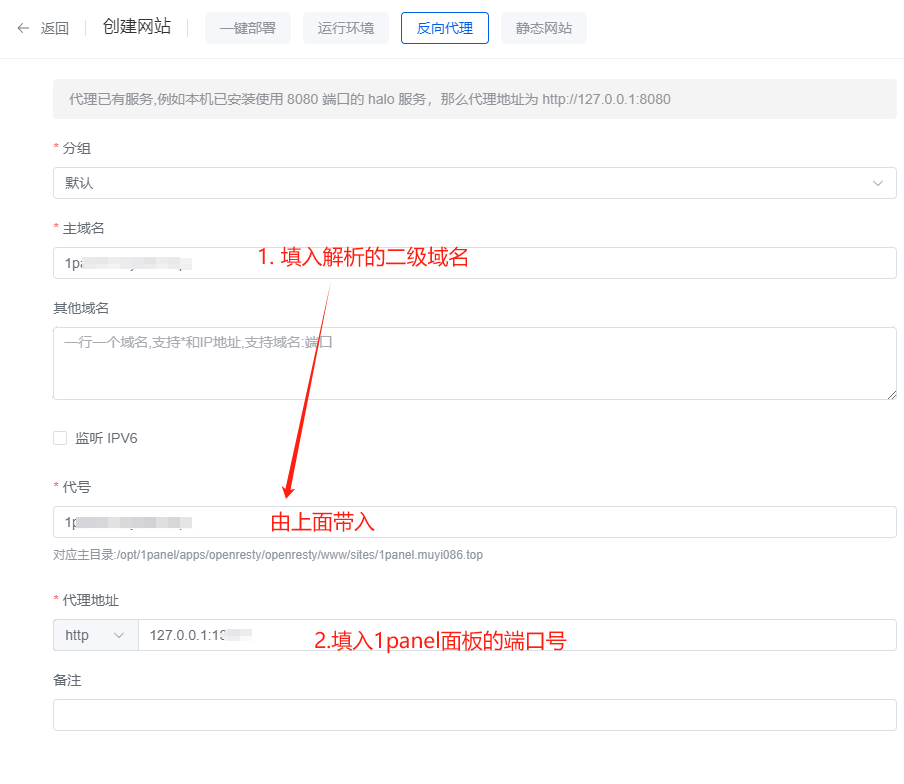 返回 创建网站 一键部署 运行环境 反向代理 静态网站
代理已有服务,例如本机已安装使用 8080 端口的 halo 服务，那么代理地址为 http://127.0.0.1:8080
* 分组
默认
* 主域名
1. 填入解析的二级域名
其他域名
一行一个域名,支持*和IP地址,支持域名:端口
监听 IPV6
* 代号
由上面带入
对应主目录:/opt/1panel/apps/openresty/openresty/www/sites/1panel.muyi086.top
* 代理地址
http 127.0.0.1:13
2.填入1panel面板的端口号
备注